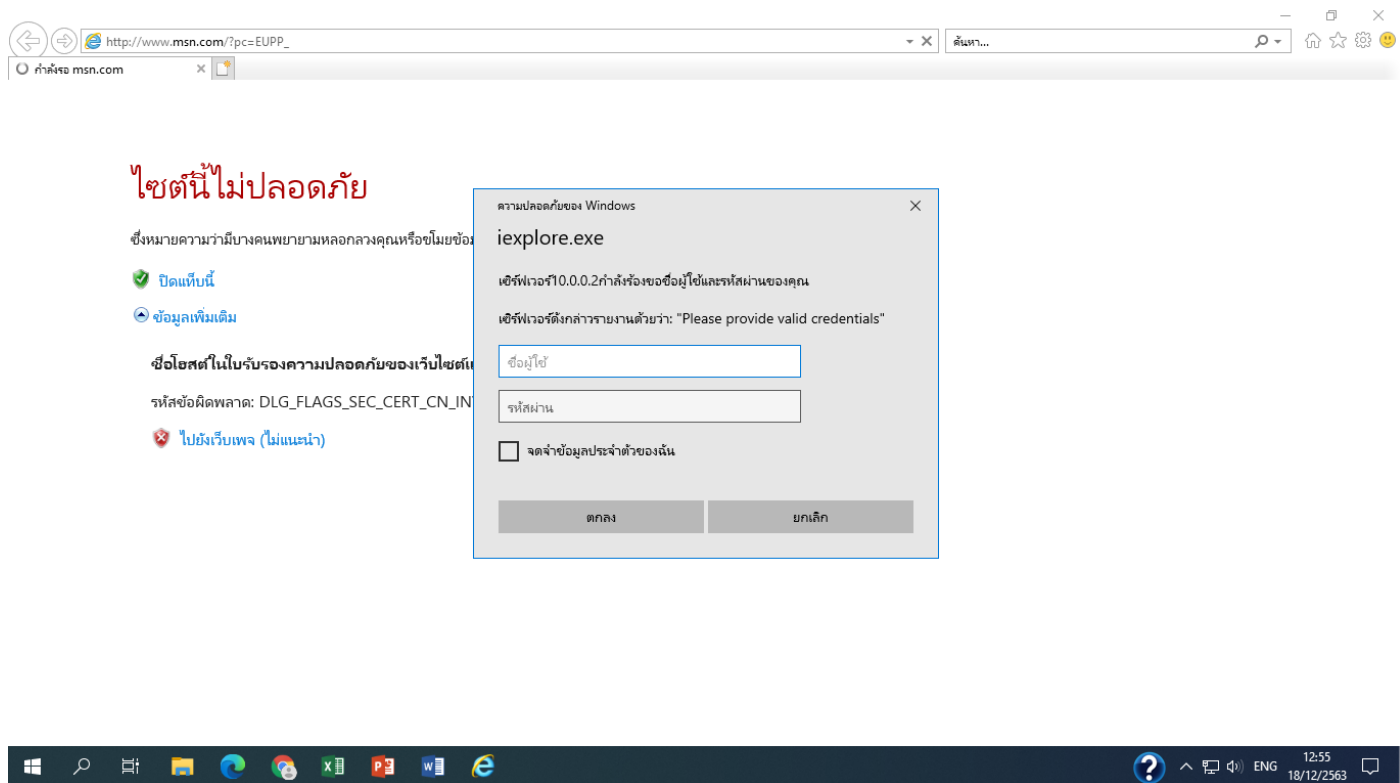 http://www.msn.com/?pc=EUPP_
ค้นหา...
กำลังรอ msn.com
ไซต์นี้ไม่ปลอดภัย
ซึ่งหมายความว่ามีบางคนพยายามหลอกลวงคุณหรือขโมยข้อมู
ปิดแท็บนี้
ข้อมูลเพิ่มเติม
ชื่อโฮสต์ในใบรับรองความปลอดภัยของเว็บไซต์
รหัสข้อผิดพลาด: DLG_FLAGS_SEC_CERT_CN_IN
ไปยังเว็บเพจ (ไม่แนะนำ)
ความปลอดภัยของ Windows
iexplore.exe
เซิร์ฟเวอร์10.0.0.2กำลังร้องขอชื่อผู้ใช้และรหัสผ่านของคุณ
เซิร์ฟเวอร์ดังกล่าวรายงานด้วยว่า: "Please provide valid credentials"
ชื่อผู้ใช้
รหัสผ่าน
จดจำข้อมูลประจำตัวของฉัน
ตกลง
ยกเลิก
ENG
12:55
18/12/2563